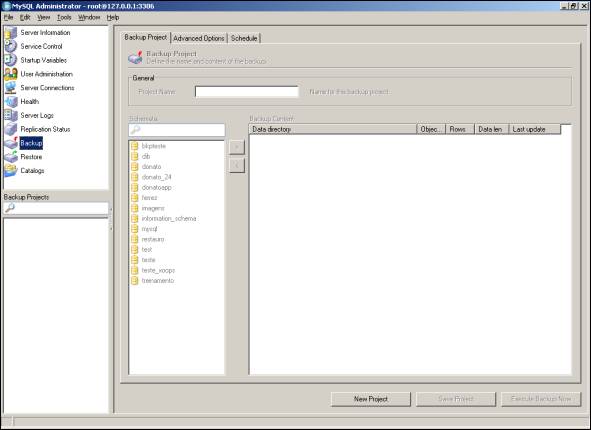 MySQL Administrator - root@127.0.0.1:3306
File Edit View Tools Window Help
Server Information
Service Control
Startup Variables
User Administration
Server Connections
Health
Server Logs
Replication Status
Backup
Restore
Catalogs
Backup Projects
Backup Project Advanced Options Schedule
Backup Project
Define the name and content of the backup.
General
Project Name: Name for this backup project.
Schemata
bkpteste
dib
donato
donato_24
donatoapp
ferrez
imagens
information_schema
mysql
restauro
test
teste
teste_xoops
treinamento
>
<
Backup Content
Data directory Objec... Rows Data len Last update
New Project Save Project Execute Backup Now